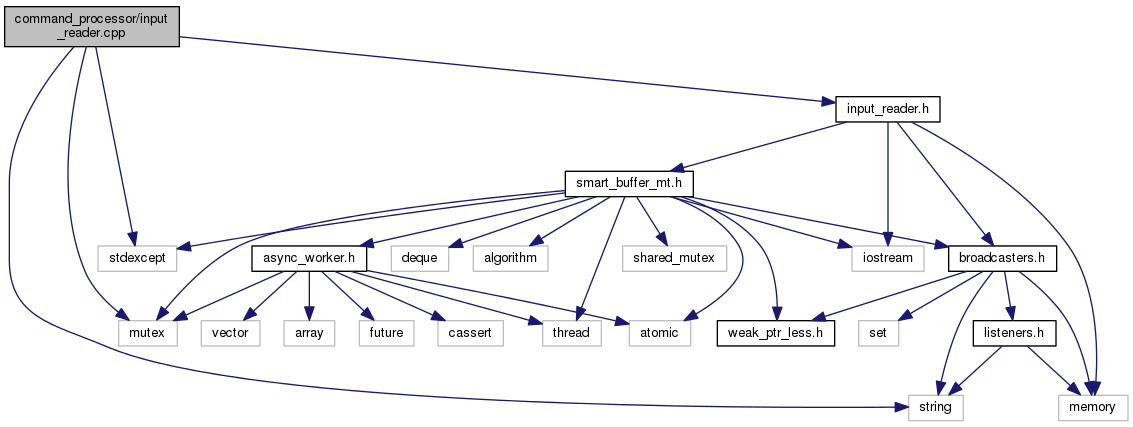 command_processor/input
_reader.cpp
input_reader.h
smart_buffer_mt.h
stdexcept
async_worker.h
deque
algorithm
shared_mutex
iostream
broadcasters.h
mutex
vector
array
future
cassert
thread
atomic
weak_ptr_less.h
set
listeners.h
string
memory